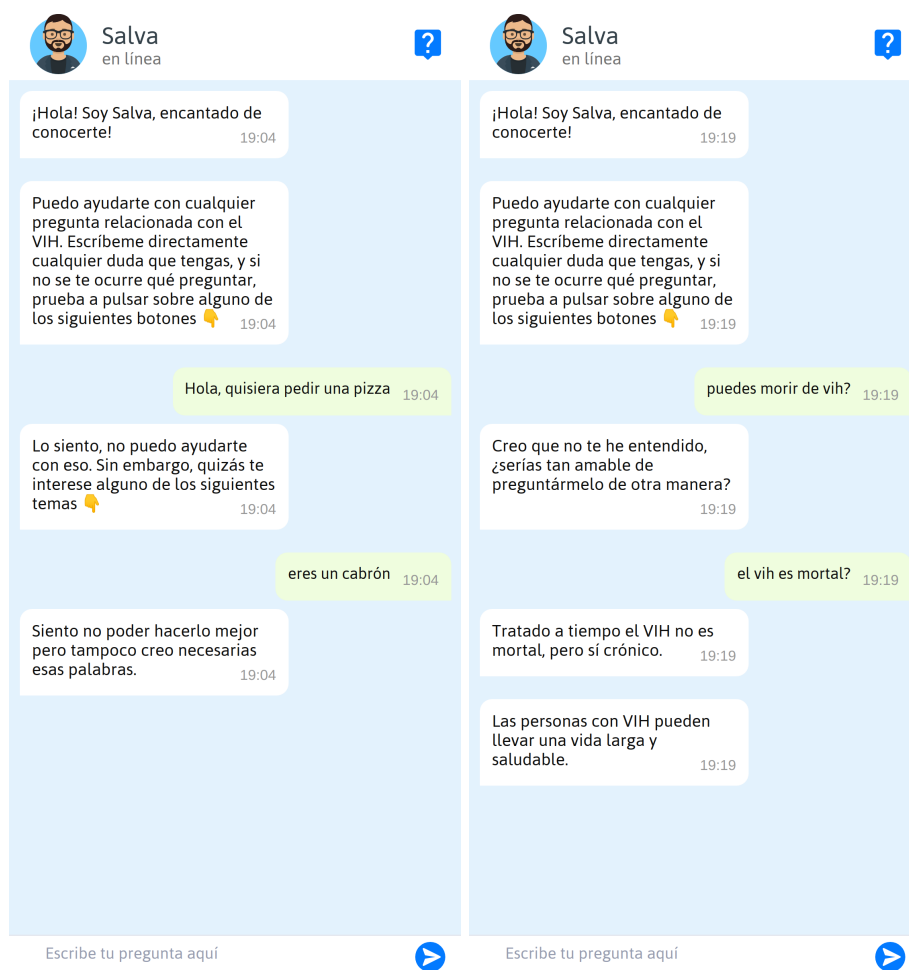 Salva
en línea
¡Hola! Soy Salva, encantado de
conocerte!
19:04
Puedo ayudarte con cualquier
pregunta relacionada con el
VIH. Escríbeme directamente
cualquier duda que tengas, y si
no se te ocurre qué preguntar,
prueba a pulsar sobre alguno de
los siguientes botones 👇
19:04
Hola, quisiera pedir una pizza
19:04
Lo siento, no puedo ayudarte
con eso. Sin embargo, quizás te
interese alguno de los siguientes
temas 👇
19:04
eres un cabrón
19:04
Siento no poder hacerlo mejor
pero tampoco creo necesarias
esas palabras.
19:04
Escribe tu pregunta aquí
Salva
en línea
¡Hola! Soy Salva, encantado de
conocerte!
19:19
Puedo ayudarte con cualquier
pregunta relacionada con el
VIH. Escríbeme directamente
cualquier duda que tengas, y si
no se te ocurre qué preguntar,
prueba a pulsar sobre alguno de
los siguientes botones 👇
19:19
puedes morir de vih?
19:19
Creo que no te he entendido,
¿serías tan amable de
preguntármelo de otra manera?
19:19
el vih es mortal?
19:19
Tratado a tiempo el VIH no es
mortal, pero sí crónico.
19:19
Las personas con VIH pueden
llevar una vida larga y
saludable.
19:19
Escribe tu pregunta aquí